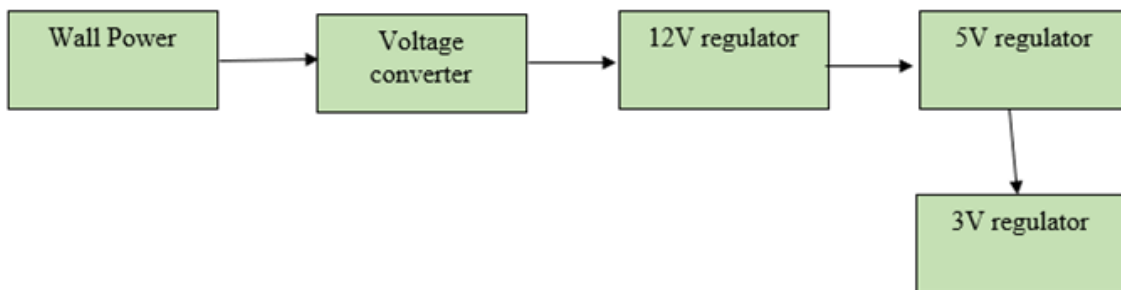 Wall Power
Voltage
converter
12V regulator
5V regulator
3V regulator